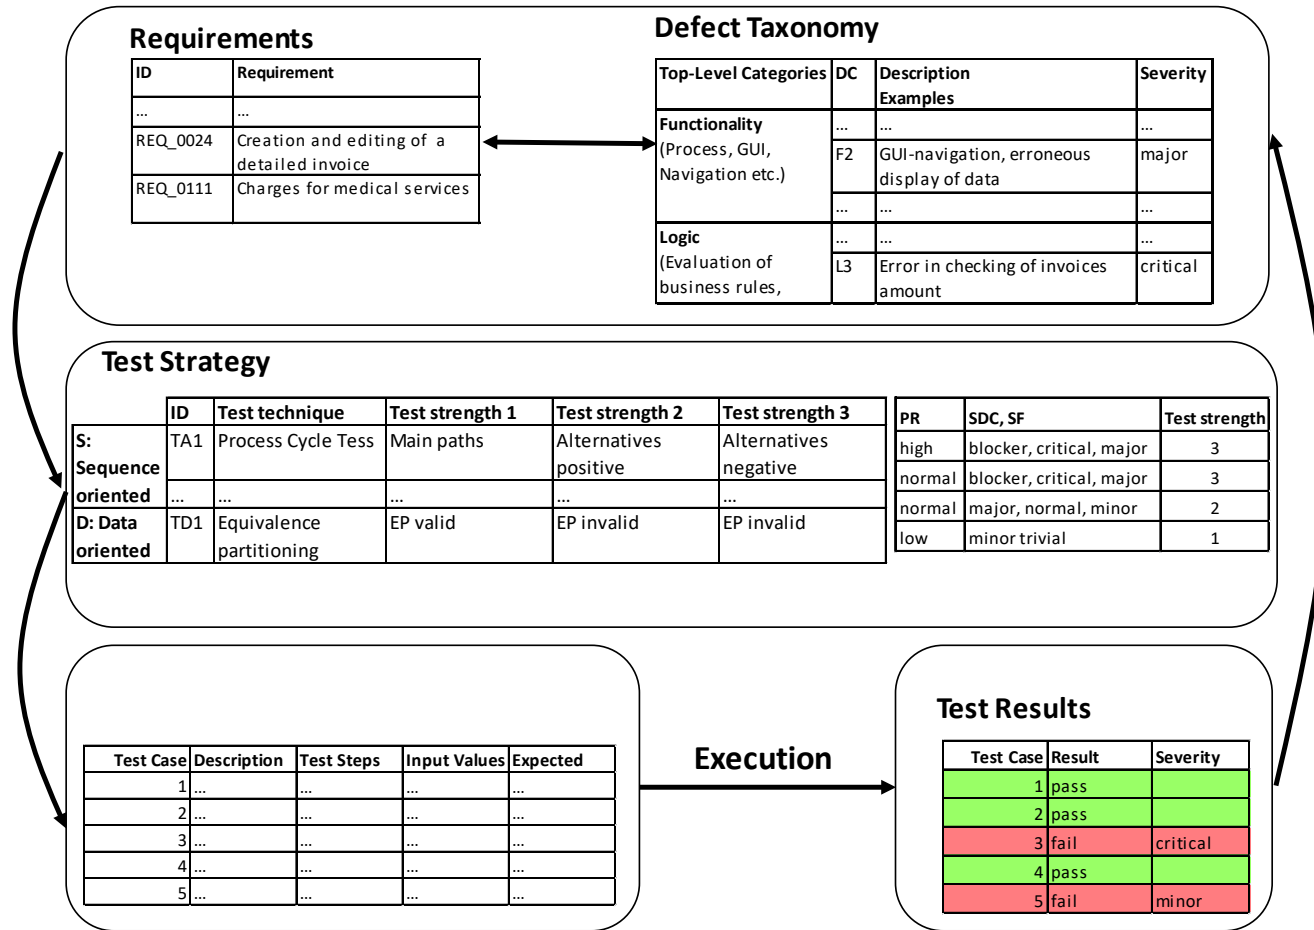 Requirements
ID Requirement
... ...
REQ_0024 Creation and editing of a
detailed invoice
REQ_0111 Charges for medical services
Defect Taxonomy
Top-Level Categories DC Description Severity
Examples
Functionality ... ... ...
(Process, GUI, F2 GUI-navigation, erroneous major
Navigation etc.) display of data
... ... ...
Logic ... ... ...
(Evaluation of L3 Error in checking of invoices critical
business rules, amount
Test Strategy
ID Test technique Test strength 1 Test strength 2 Test strength 3
S: TA1 Process Cycle Tess Main paths Alternatives Alternatives
Sequence positive negative
oriented ... ... ... ... ...
D: Data TD1 Equivalence EP valid EP invalid EP invalid
oriented partitioning
PR SDC, SF Test strength
high blocker, critical, major 3
normal blocker, critical, major 3
normal major, normal, minor 2
low minor trivial 1
Test Case Description Test Steps Input Values Expected
1 ... ... ... ...
2 ... ... ... ...
3 ... ... ... ...
4 ... ... ... ...
5 ... ... ... ...
Execution
Test Results
Test Case Result Severity
1 pass
2 pass
3 fail critical
4 pass
5 fail minor